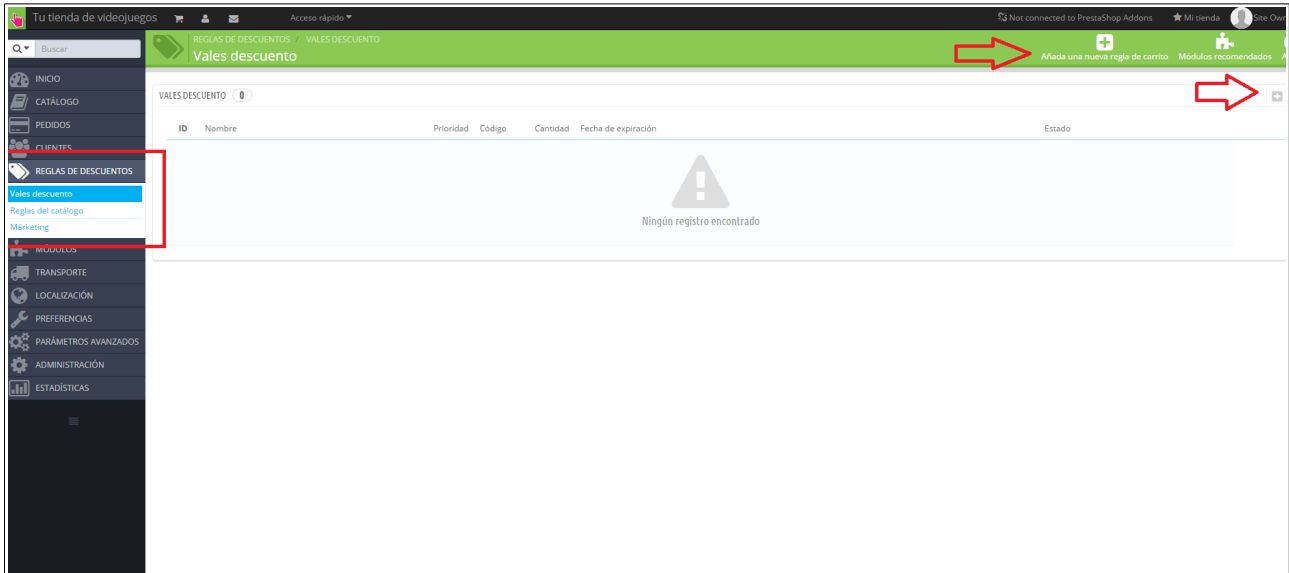 Tu tienda de videojuegos Acceso rápido Not connected to PrestaShop Addons Mi tienda Site Own
Buscar
REGLAS DE DESCUENTOS / VALES DESCUENTO
Vales descuento
Añada una nueva regla de carrito Módulos recomendados
INICIO
CATÁLOGO
PEDIDOS
CLIENTES
REGLAS DE DESCUENTOS
Vales descuento
Reglas del catálogo
Márketing
MÓDULOS
TRANSPORTE
LOCALIZACIÓN
PREFERENCIAS
PARÁMETROS AVANZADOS
ADMINISTRACIÓN
ESTADÍSTICAS
VALES DESCUENTO 0
ID Nombre Prioridad Código Cantidad Fecha de expiración Estado
Ningún registro encontrado